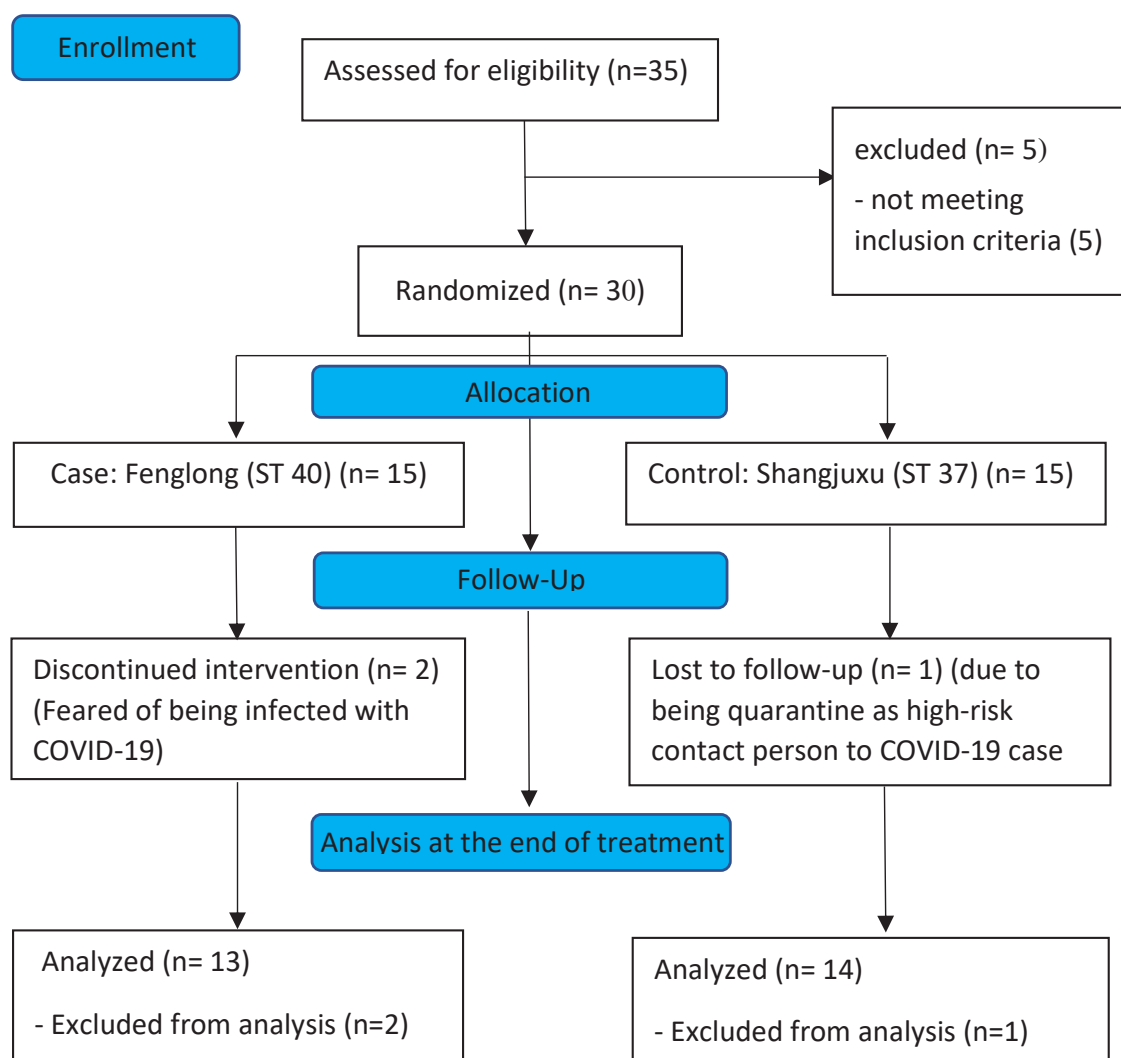 Enrollment
Assessed for eligibility (n=35)
excluded (n= 5)
- not meeting
inclusion criteria (5)
Randomized (n= 30)
Allocation
Case: Fenglong (ST 40) (n= 15)
Control: Shangjuxu (ST 37) (n= 15)
Follow-Up
Discontinued intervention (n= 2)
(Feared of being infected with
COVID-19)
Lost to follow-up (n= 1) (due to
being quarantine as high-risk
contact person to COVID-19 case
Analysis at the end of treatment
Analyzed (n= 13)
- Excluded from analysis (n=2)
Analyzed (n= 14)
- Excluded from analysis (n=1)